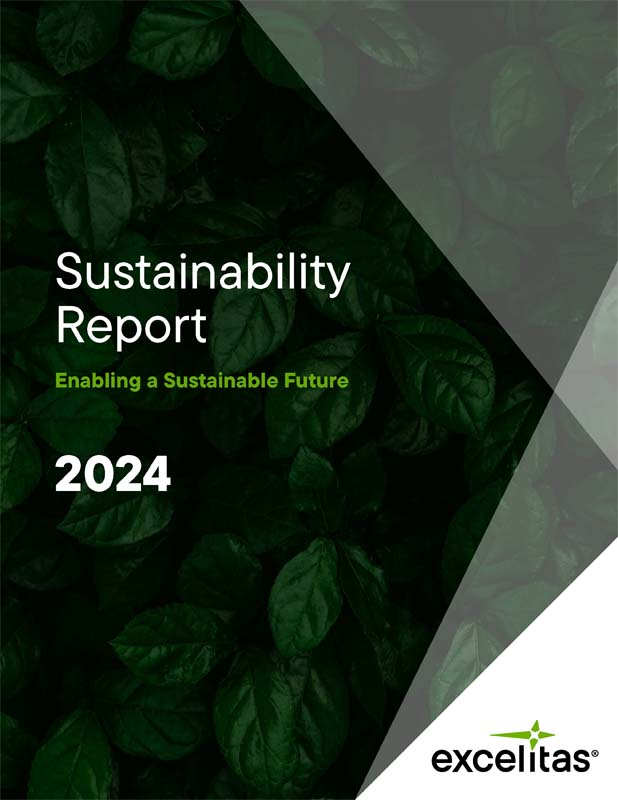 Sustainability
Report
Enabling a Sustainable Future
2024
excelitas®